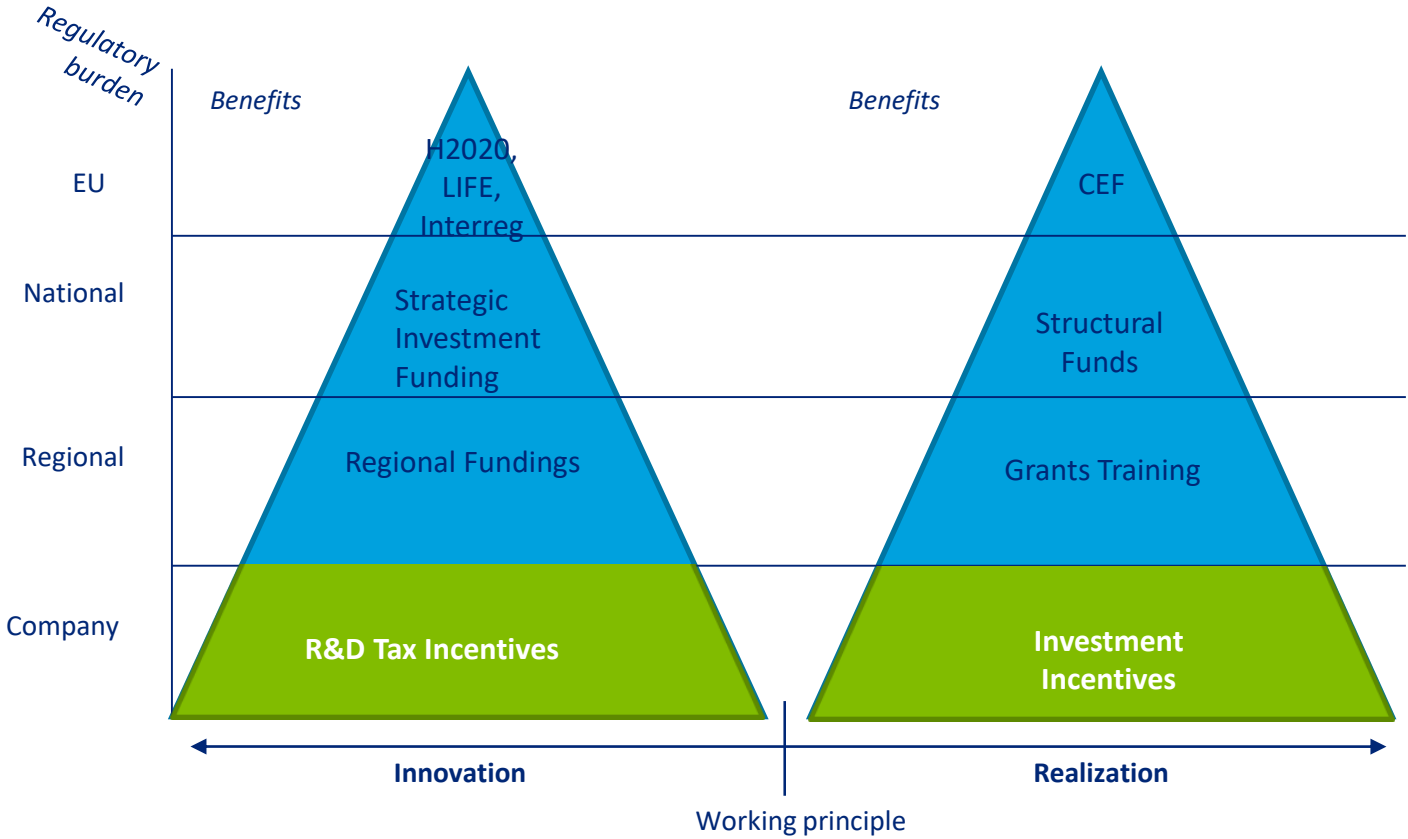 Regulatory
burden
Benefits
Benefits
EU
H2020,
LIFE,
Interreg
CEF
National
Strategic
Investment
Funding
Structural
Funds
Regional
Regional Fundings
Grants Training
Company
R&D Tax Incentives
Investment
Incentives
Innovation
Realization
Working principle